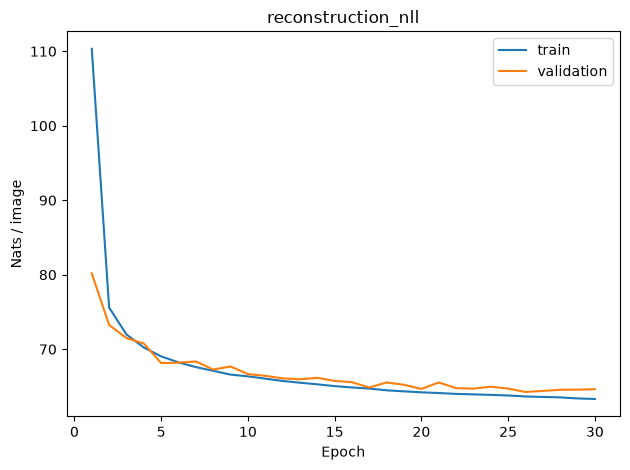 reconstruction_nll
train
validation
Nats / image
110
100
90
80
70
0 5 10 15 20 25 30
Epoch